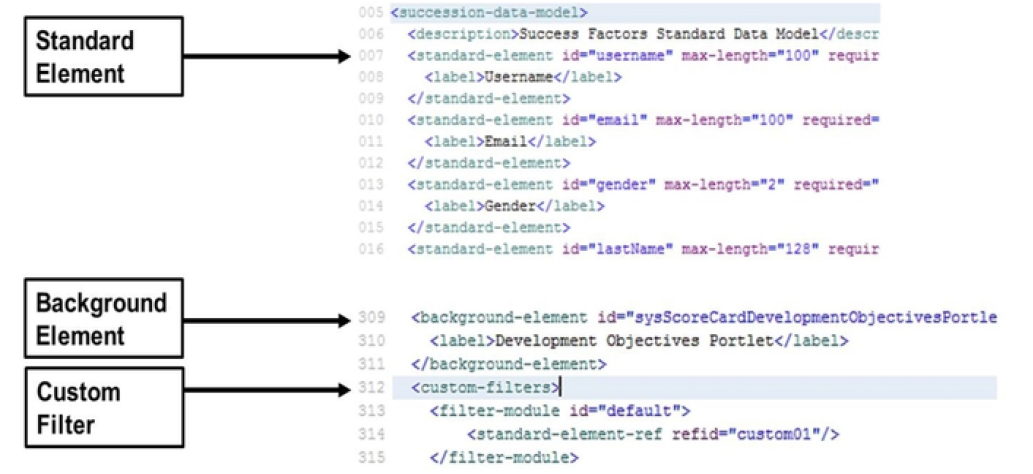 Standard
Element
005 <succession-data-model>
006 <description>Success Factors Standard Data Model</descr
007 <standard-element id="username" max-length="100" requir
008 <label>Username</label>
009 </standard-element>
010 <standard-element id="email" max-length="100" required=
011 <label>Email</label>
012 </standard-element>
013 <standard-element id="gender" max-length="2" required="
014 <label>Gender</label>
015 </standard-element>
016 <standard-element id="lastName" max-length="128" requir
Background
Element
309 <background-element id="sysScoreCardDevelopmentObjectivesPortle
310 <label>Development Objectives Portlet</label>
311 </background-element>
Custom
Filter
312 <custom-filters>
313 <filter-module id="default">
314 <standard-element-ref refid="custom01"/>
315 </filter-module>